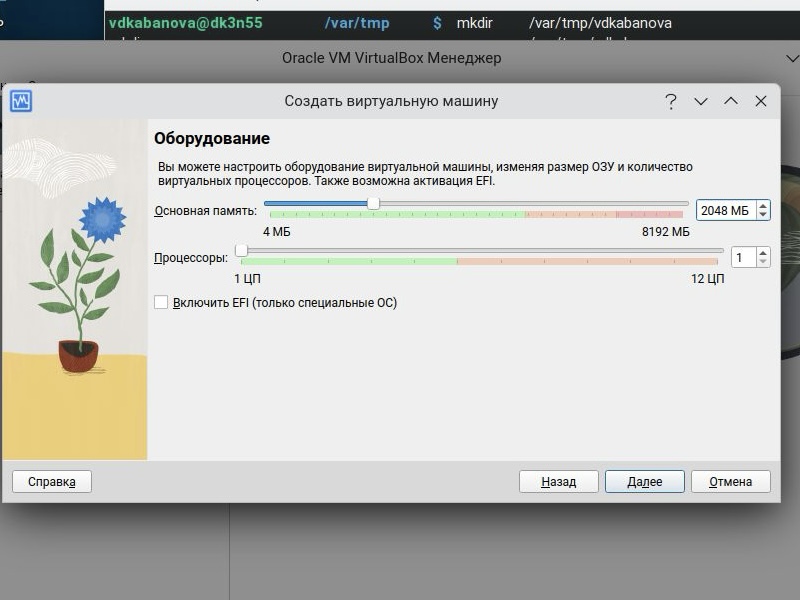 vdkabanova@dk3n55 /var/tmp $ mkdir /var/tmp/vdkabanova
Oracle VM VirtualBox Менеджер
Создать виртуальную машину
Оборудование
Вы можете настроить оборудование виртуальной машины, изменяя размер ОЗУ и количество
виртуальных процессоров. Также возможна активация EFI.
Основная память: 2048 МБ
4 МБ 8192 МБ
Процессоры: 1
1 ЦП 12 ЦП
Включить EFI (только специальные ОС)
Справка Назад Далее Отмена